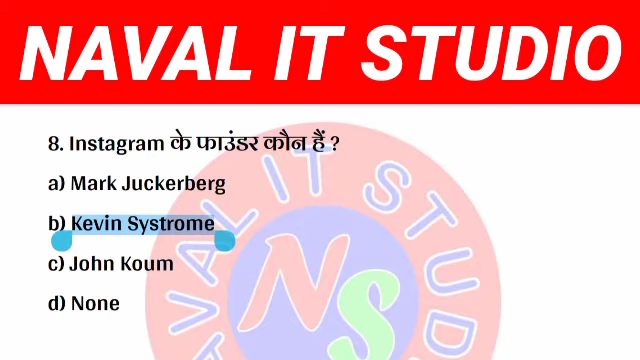 NAVAL IT STUDIO
8. Instagram के फाउंडर कौन हैं ?
a) Mark Juckerberg
b) Kevin Systrome
c) John Koum
d) None
NAVAL IT STUDIO
NS